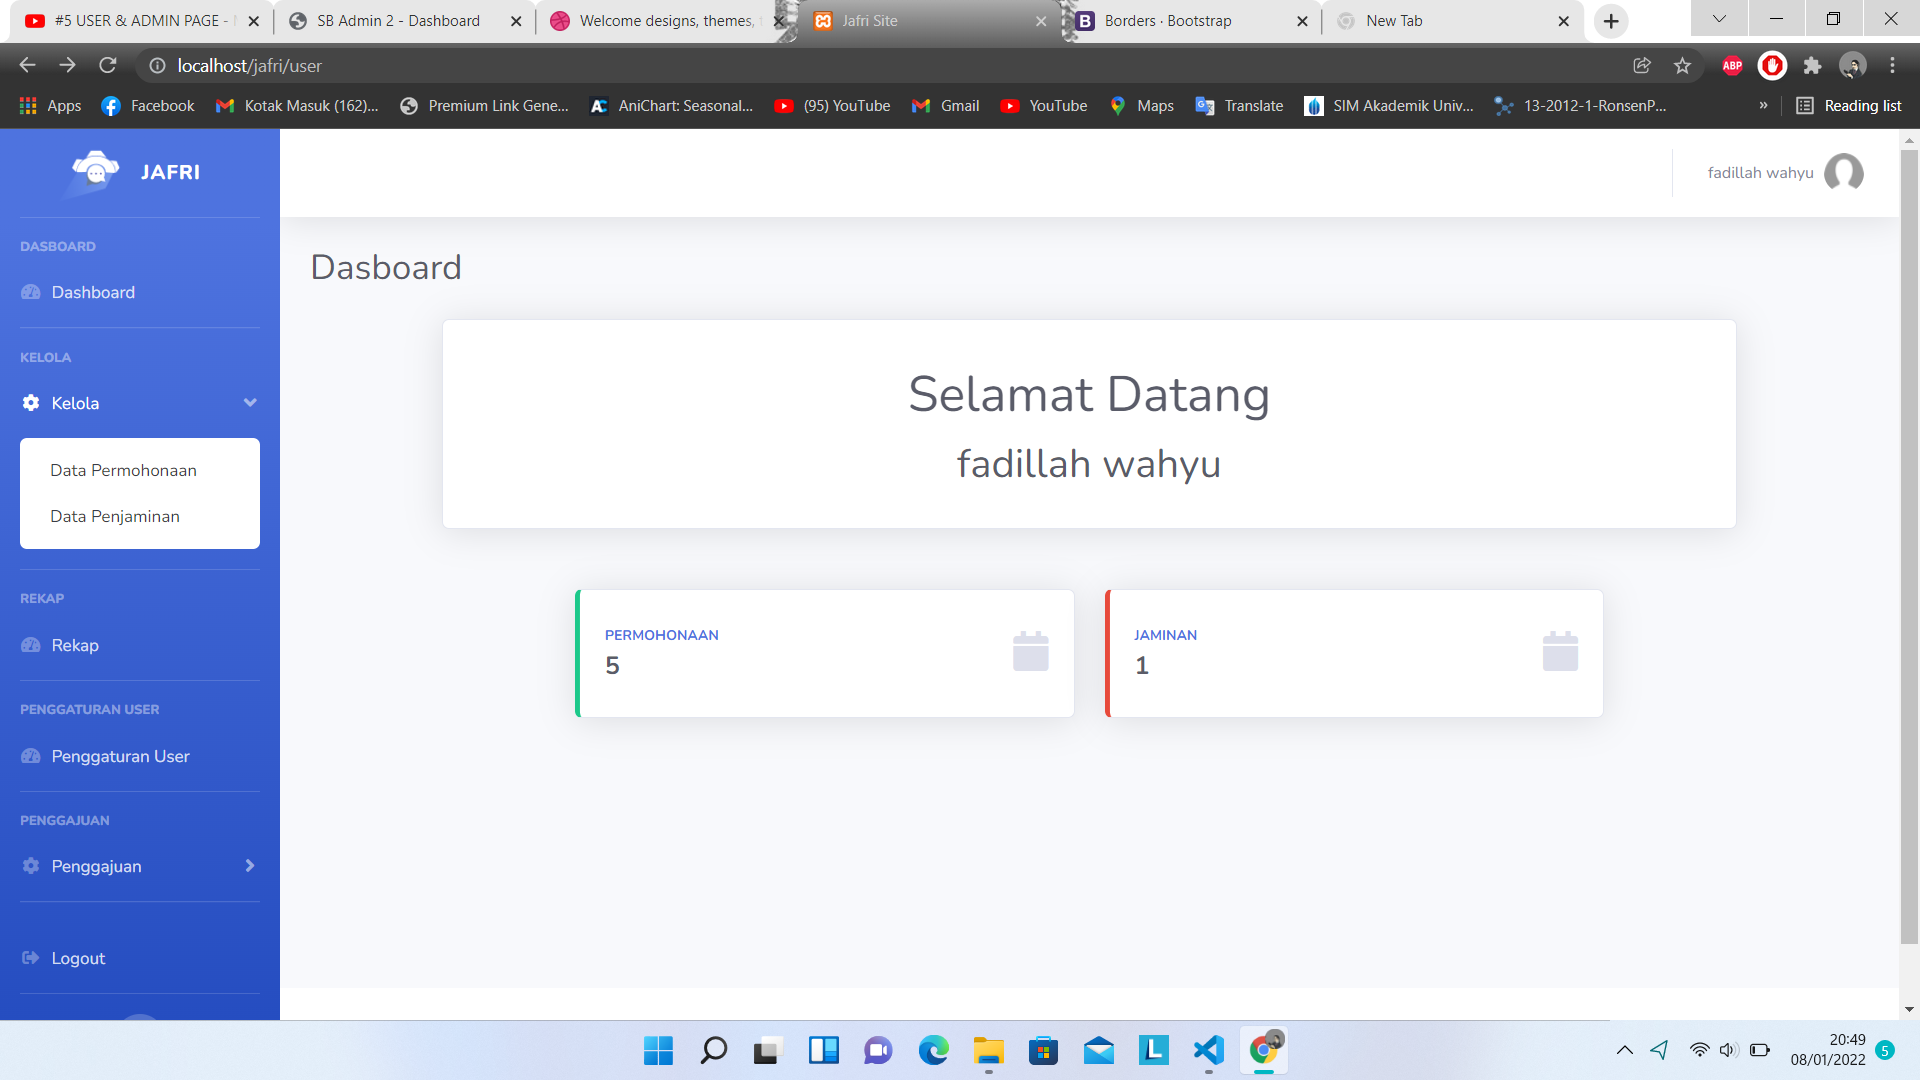 #5 USER & ADMIN PAGE -
SB Admin 2 - Dashboard
Welcome designs, themes,
Jafri Site
Borders · Bootstrap
New Tab
localhost/jafri/user
ABP
Apps
Facebook
Kotak Masuk (162)...
Premium Link Gene...
AniChart: Seasonal...
(95) YouTube
Gmail
YouTube
Maps
Translate
SIM Akademik Univ...
13-2012-1-RonsenP...
»
Reading list
JAFRI
fadillah wahyu
DASBOARD
Dashboard
KELOLA
Kelola
Data Permohonaan
Data Penjaminan
REKAP
Rekap
PENGGATURAN USER
Penggaturan User
PENGGAJUAN
Penggajuan
Logout
Dasboard
Selamat Datang
fadillah wahyu
PERMOHONAAN
5
JAMINAN
1
20:49
08/01/2022
5